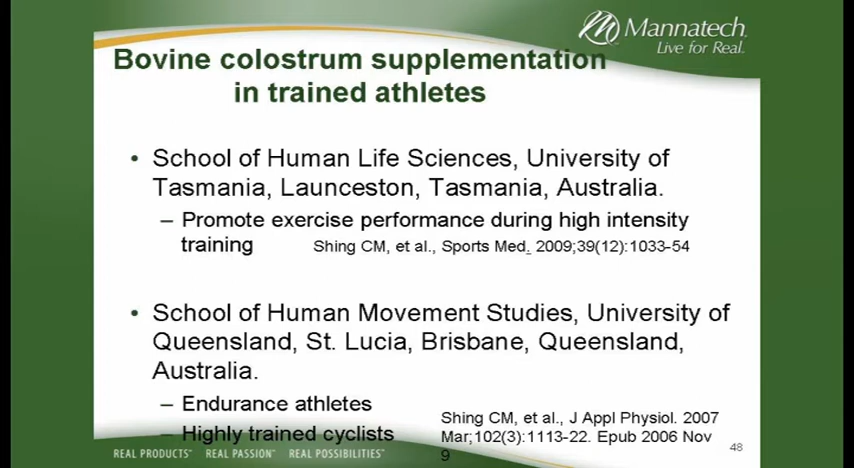 Mannatech
Live for Real.
Bovine colostrum supplementation
in trained athletes
• School of Human Life Sciences, University of
Tasmania, Launceston, Tasmania, Australia.
– Promote exercise performance during high intensity
training Shing CM, et al., Sports Med. 2009;39(12):1033-54
• School of Human Movement Studies, University of
Queensland, St. Lucia, Brisbane, Queensland,
Australia.
– Endurance athletes
– Highly trained cyclists
Shing CM, et al., J Appl Physiol. 2007
Mar;102(3):1113-22. Epub 2006 Nov
9
48
REAL PRODUCTS™ REAL PASSION™ REAL POSSIBILITIES™